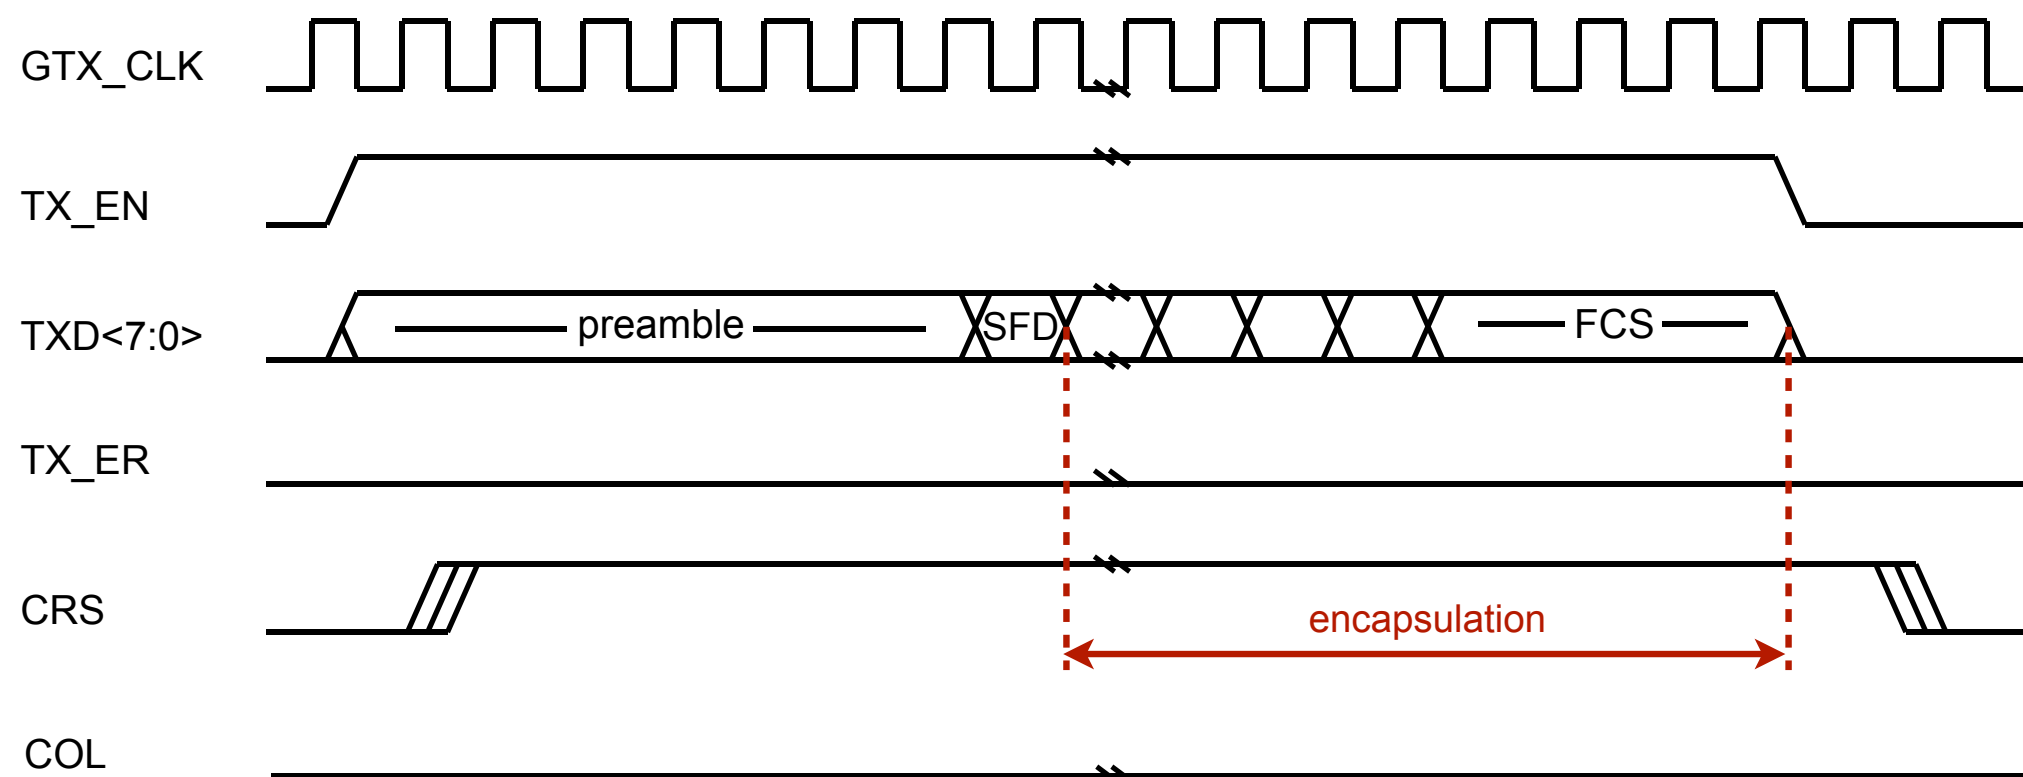 GTX_CLK
TX_EN
TXD<7:0>
preamble
SFD
FCS
TX_ER
CRS
encapsulation
COL